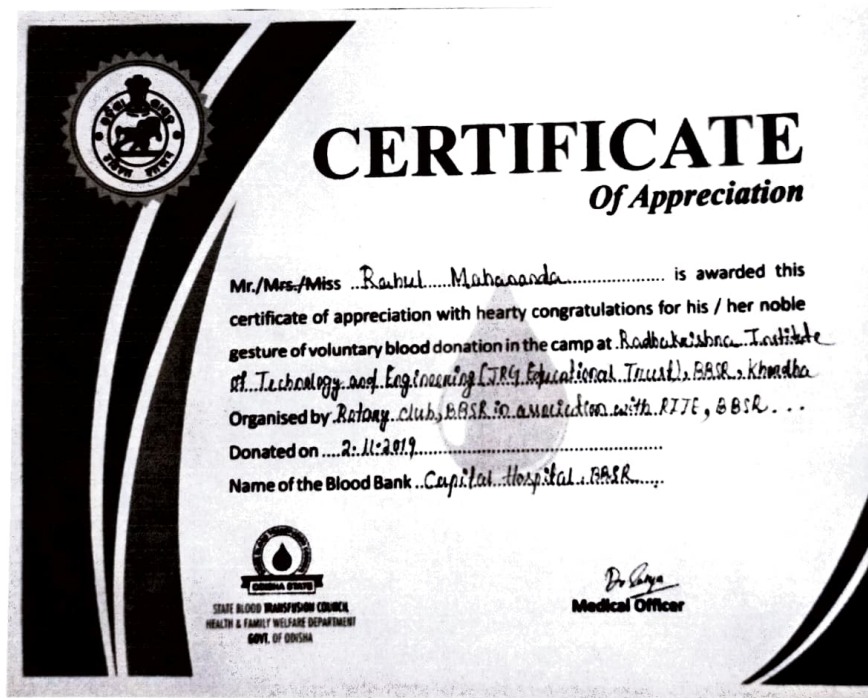 CERTIFICATE
Of Appreciation
Mr./Mrs./Miss ..Rahul.....Mahananda..................... is awarded this
certificate of appreciation with hearty congratulations for his / her noble
gesture of voluntary blood donation in the camp at .Radhakrishna Institute
of Technology and Engineering (JRG Educational Trust), BBSR, Khordha
Organised by Rotary club, BBSR in association with RITE, BBSR...
Donated on ....2.11.2019..................................................
Name of the Blood Bank ..Capital Hospital, BBSR......
ODISHA STATE
STATE BLOOD TRANSFUSION COUNCIL
HEALTH & FAMILY WELFARE DEPARTMENT
GOVT. OF ODISHA
Dr Surya
Medical Officer